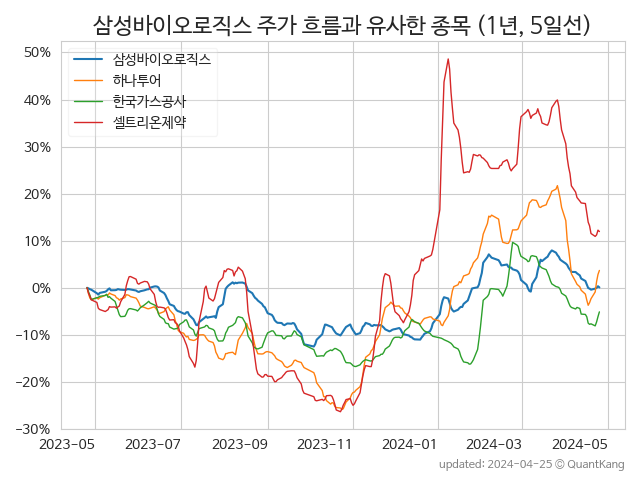 삼성바이오로직스 주가 흐름과 유사한 종목 (1년, 5일선)
삼성바이오로직스
하나투어
한국가스공사
셀트리온제약
50%
40%
30%
20%
10%
0%
−10%
−20%
−30%
2023-05 2023-07 2023-09 2023-11 2024-01 2024-03 2024-05
updated: 2024-04-25 © QuantKang